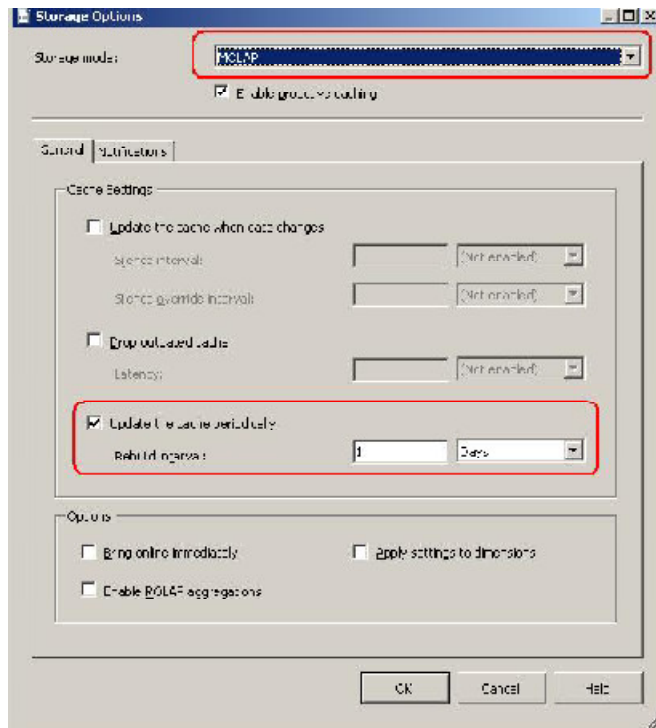 Storage Options
Storage mode:
MOLAP
Enable proactive caching
General Notifications
Cache Settings
Update the cache when data changes
Silence interval: (Not enabled)
Silence override interval: (Not enabled)
Drop outdated cache
Latency: (Not enabled)
Update the cache periodically
Rebuild interval: 1 Days
Options
Bring online immediately Apply settings to dimensions
Enable ROLAP aggregations
OK Cancel Help